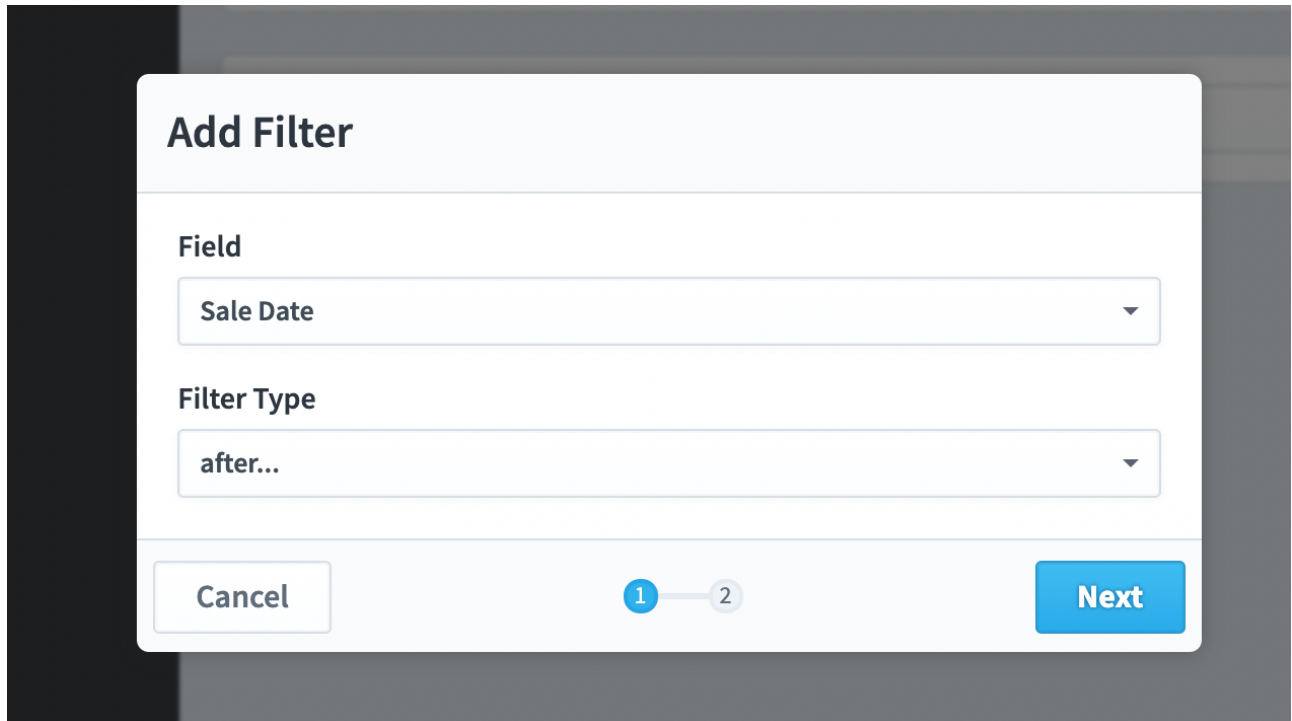 Add Filter
Field
Sale Date
Filter Type
after...
Cancel
1
2
Next